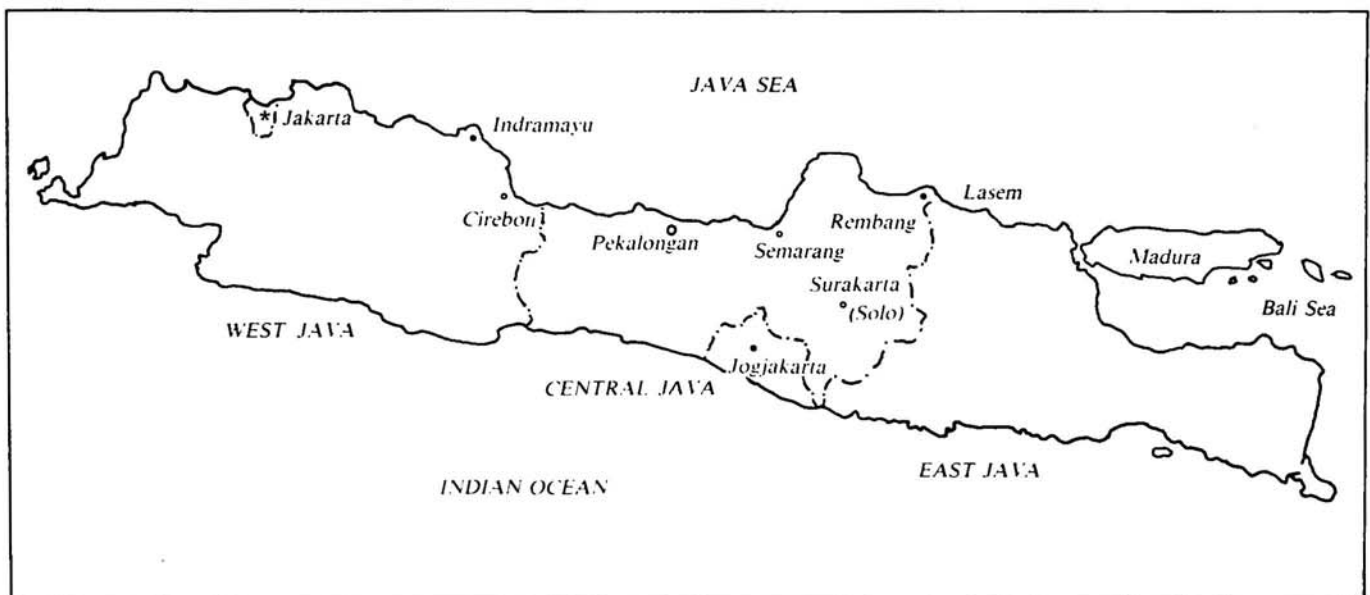 JAVA SEA
* Jakarta
Indramayu
Cirebon
Pekalongan
Semarang
Rembang
Lasem
Madura
Surakarta
(Solo)
Bali Sea
WEST JAVA
Jogjakarta
CENTRAL JAVA
EAST JAVA
INDIAN OCEAN